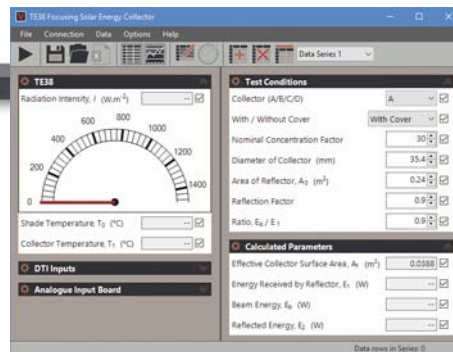 TE38 Focusing Solar Energy Collector
File Connection Data Options Help
Data Series 1
TE38
Radiation Intensity, I (W.m⁻²) --
0 200 400 600 800 1000 1200 1400
Shade Temperature, T₀ (°C) --
Collector Temperature, T₁ (°C) --
DTI Inputs
Analogue Input Board
Test Conditions
Collector (A/B/C/D) A
With / Without Cover With Cover
Nominal Concentration Factor 30
Diameter of Collector (mm) 35.4
Area of Reflector, A₀ (m²) 0.24
Reflection Factor 0.9
Ratio, Eʙ / E₁ 0.9
Calculated Parameters
Effective Collector Surface Area, A₁ (m²) 0.0388
Energy Received by Reflector, E₁ (W) --
Beam Energy, Eʙ (W) --
Reflected Energy, E₂ (W) --
Data rows in Series: 0